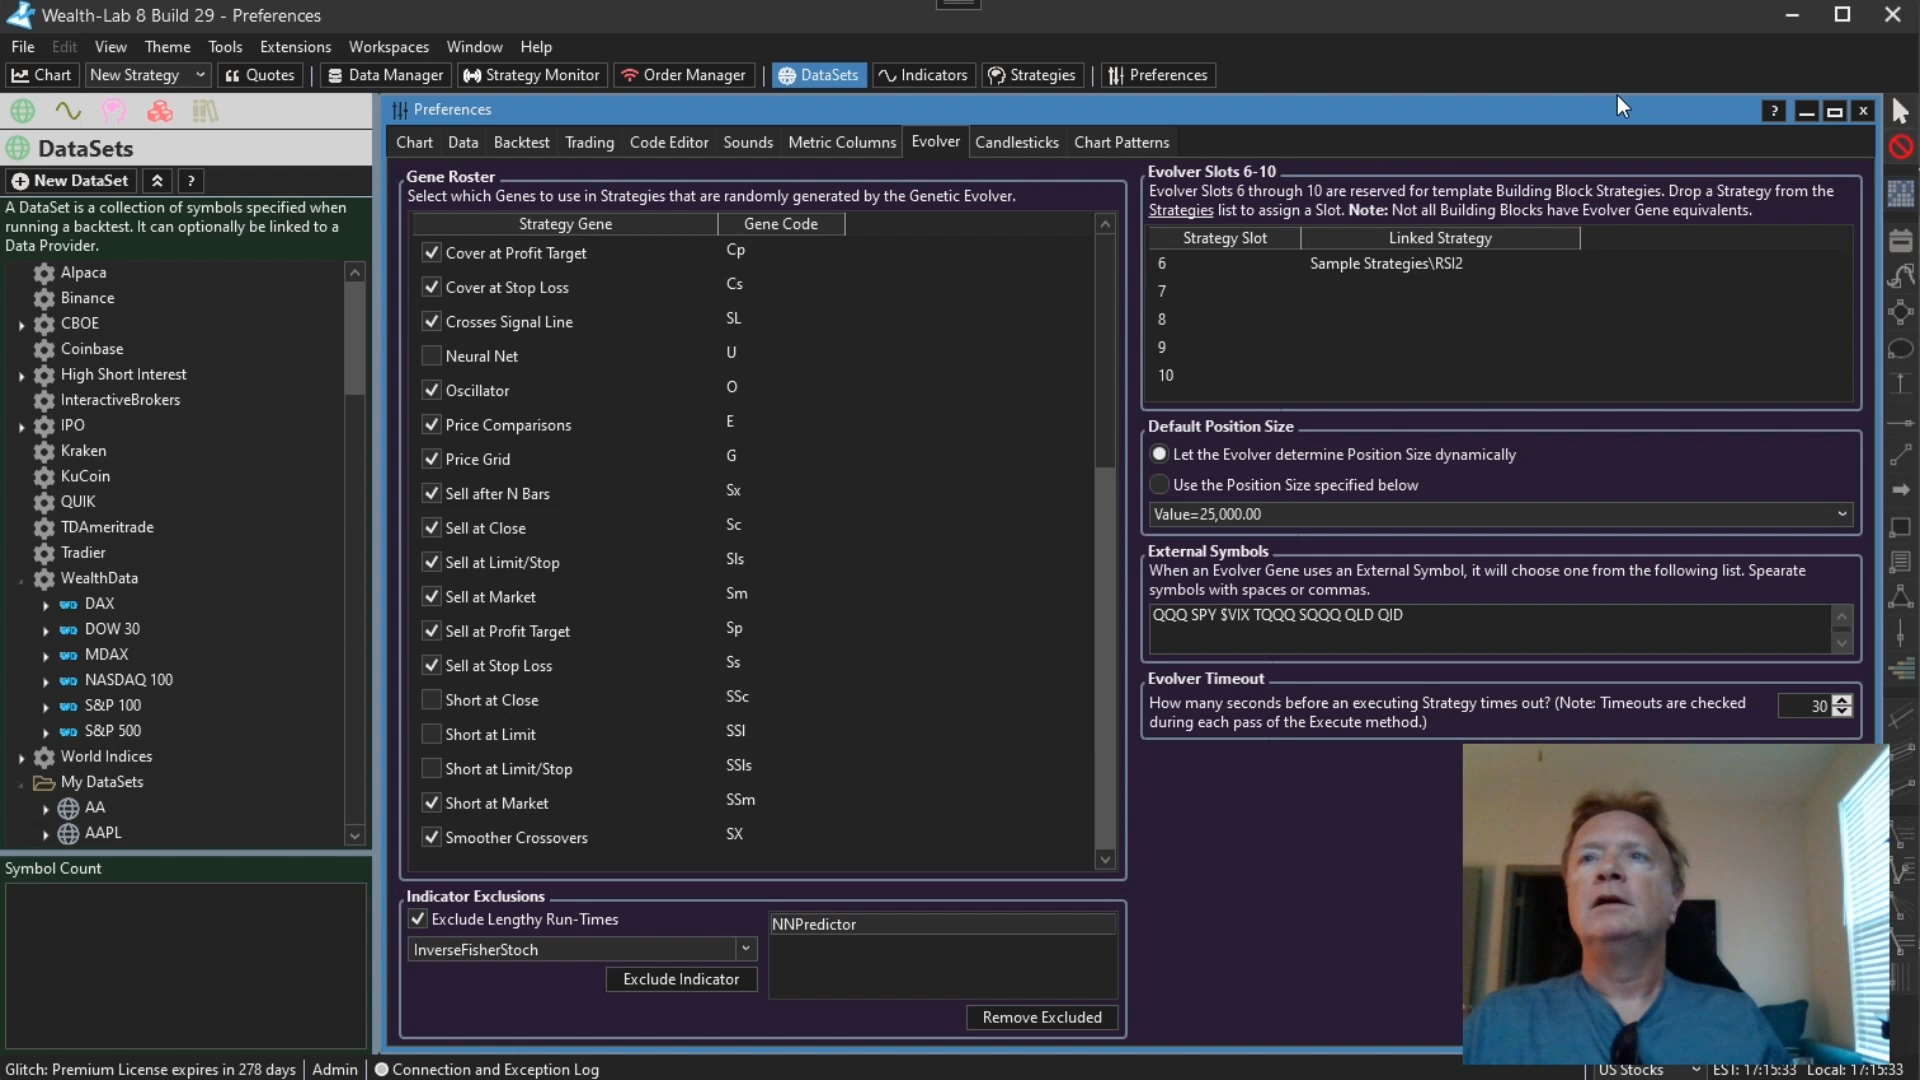 Wealth-Lab 8 Build 29 - Preferences
File Edit View Theme Tools Extensions Workspaces Window Help
Chart New Strategy Quotes Data Manager Strategy Monitor Order Manager DataSets Indicators Strategies Preferences
DataSets
New DataSet ?
A DataSet is a collection of symbols specified when
running a backtest. It can optionally be linked to a
Data Provider.
Alpaca
Binance
CBOE
Coinbase
High Short Interest
InteractiveBrokers
IPO
Kraken
KuCoin
QUIK
TDAmeritrade
Tradier
WealthData
DAX
DOW 30
MDAX
NASDAQ 100
S&P 100
S&P 500
World Indices
My DataSets
AA
AAPL
Symbol Count
Preferences ?
Chart Data Backtest Trading Code Editor Sounds Metric Columns Evolver Candlesticks Chart Patterns
Gene Roster
Select which Genes to use in Strategies that are randomly generated by the Genetic Evolver.
Strategy Gene Gene Code
Cover at Profit Target Cp
Cover at Stop Loss Cs
Crosses Signal Line SL
Neural Net U
Oscillator O
Price Comparisons E
Price Grid G
Sell after N Bars Sx
Sell at Close Sc
Sell at Limit/Stop Sls
Sell at Market Sm
Sell at Profit Target Sp
Sell at Stop Loss Ss
Short at Close SSc
Short at Limit SSl
Short at Limit/Stop SSls
Short at Market SSm
Smoother Crossovers SX
Indicator Exclusions
Exclude Lengthy Run-Times
InverseFisherStoch
Exclude Indicator
NNPredictor
Remove Excluded
Evolver Slots 6-10
Evolver Slots 6 through 10 are reserved for template Building Block Strategies. Drop a Strategy from the
Strategies list to assign a Slot. Note: Not all Building Blocks have Evolver Gene equivalents.
Strategy Slot Linked Strategy
6 Sample Strategies\RSI2
7
8
9
10
Default Position Size
Let the Evolver determine Position Size dynamically
Use the Position Size specified below
Value=25,000.00
External Symbols
When an Evolver Gene uses an External Symbol, it will choose one from the following list. Spearate
symbols with spaces or commas.
QQQ SPY $VIX TQQQ SQQQ QLD QID
Evolver Timeout
How many seconds before an executing Strategy times out? (Note: Timeouts are checked
during each pass of the Execute method.)
30
Glitch: Premium License expires in 278 days Admin Connection and Exception Log US Stocks EST: 17:15:33 Local: 17:15:33